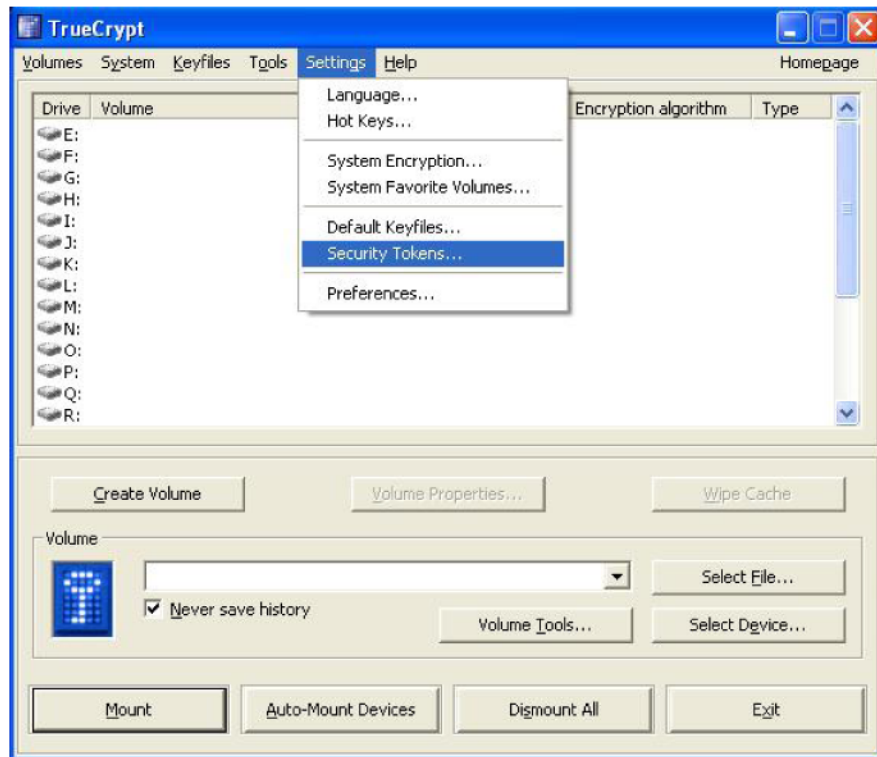 TrueCrypt
Volumes System Keyfiles Tools Settings Help Homepage
Language...
Hot Keys...
System Encryption...
System Favorite Volumes...
Default Keyfiles...
Security Tokens...
Preferences...
Drive Volume Encryption algorithm Type
E:
F:
G:
H:
I:
J:
K:
L:
M:
N:
O:
P:
Q:
R:
Create Volume Volume Properties... Wipe Cache
Volume
Select File...
Never save history
Volume Tools... Select Device...
Mount Auto-Mount Devices Dismount All Exit